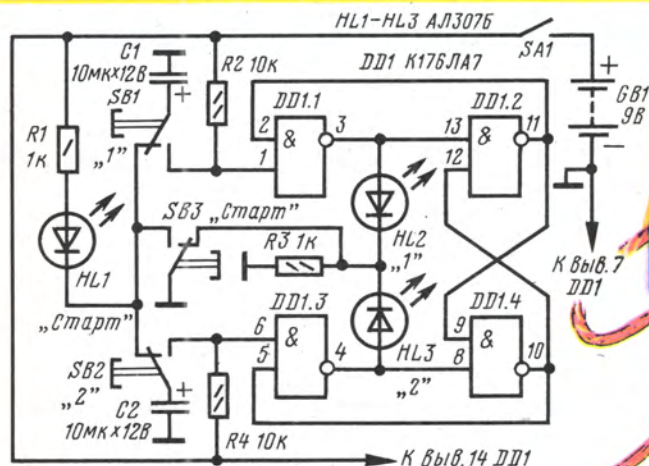 HL1-HL3 АЛ307Б
SA1
C1
10мк×12В
R2 10к
DD1 К176ЛА7
SB1
DD1.1
DD1.2
GB1
9В
R1
1к
2
&
3
13
&
11
„1"
1
12
SB3 „Старт"
R3 1к
HL2
„1"
HL1
К выв.7
DD1
„Старт"
DD1.3
DD1.4
6
&
9
&
SB2
5
4
HL3
8
10
„2"
„2"
C2
10мк×12В
R4 10к
К выв. 14 DD1